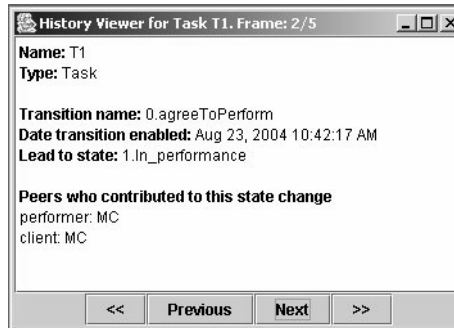 History Viewer for Task T1. Frame: 2/5
Name: T1
Type: Task
Transition name: 0.agreeToPerform
Date transition enabled: Aug 23, 2004 10:42:17 AM
Lead to state: 1.In_performance
Peers who contributed to this state change
performer: MC
client: MC
<< Previous Next >>